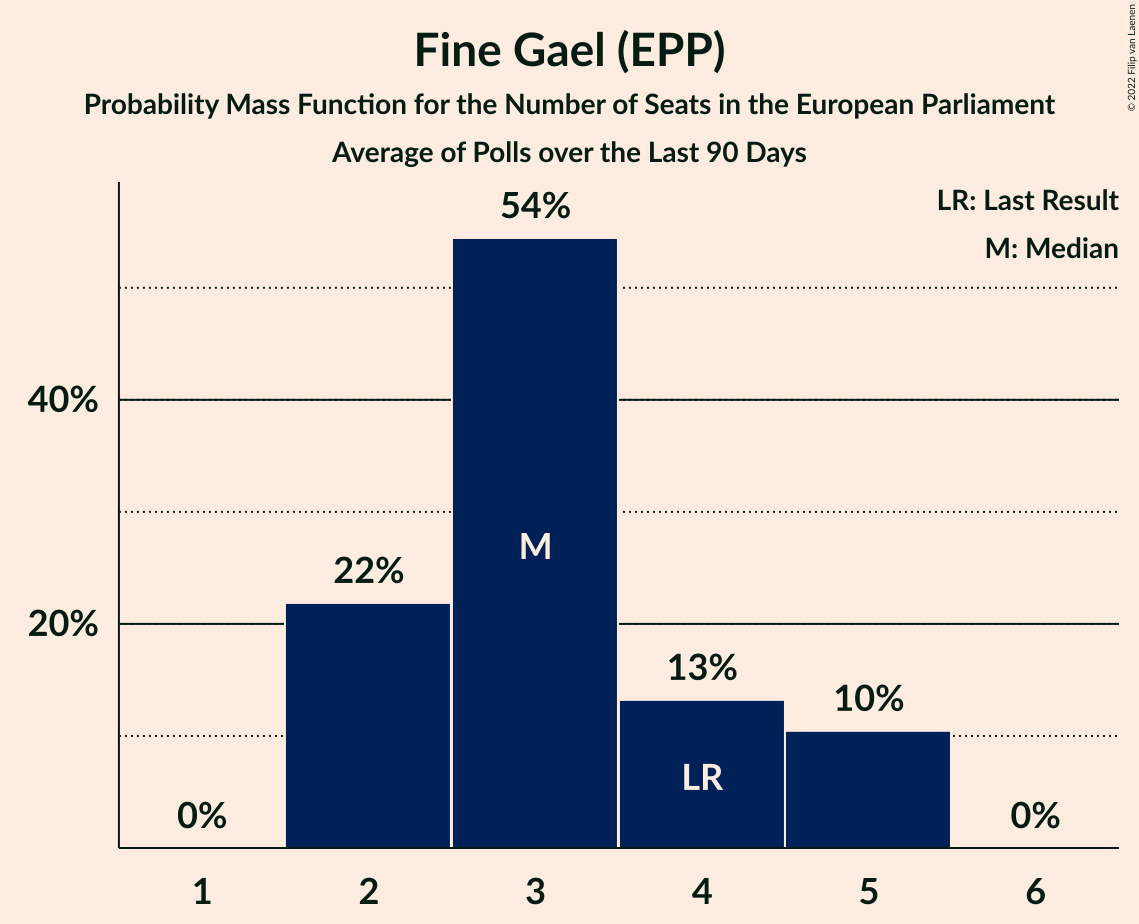 Fine Gael (EPP)
Probability Mass Function for the Number of Seats in the European Parliament
Average of Polls over the Last 90 Days
© 2022 Filip van Laenen
LR: Last Result
M: Median
54%
40%
M
22%
20%
13%
10%
LR
0%
0%
1 2 3 4 5 6